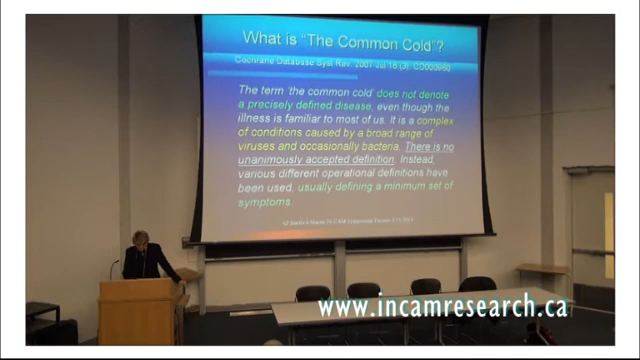 What is "The Common Cold'?
Cochrane Database Syst Rev. 2007 Jul 18;(3): CD000980
The term 'the common cold' does not denote
a precisely defined disease, even though the
illness is familiar to most of us. It is a complex
of conditions caused by a broad range of
viruses and occasionally bacteria. There is no
unanimously accepted definition. Instead,
various different operational definitions have
been used, usually defining a minimum set of
symptoms.
CAM Symposium
www.incamresearch.ca